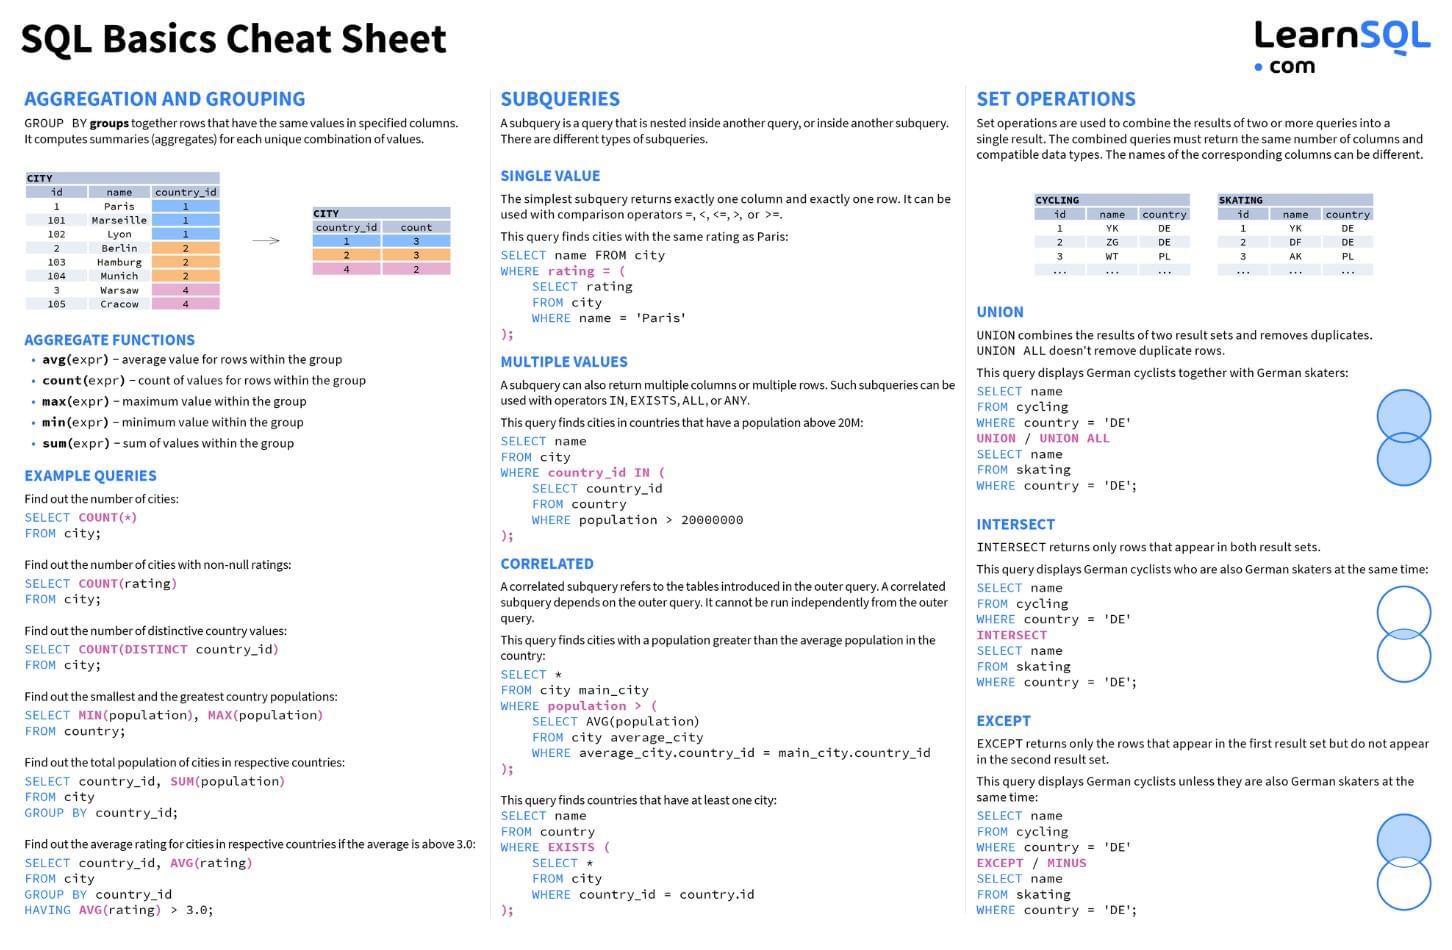 SQL Basics Cheat Sheet
LearnSQL
• com
AGGREGATION AND GROUPING
GROUP BY groups together rows that have the same values in specified columns.
It computes summaries (aggregates) for each unique combination of values.
CITY
id name country_id
1 Paris 1
101 Marseille 1
102 Lyon 1
2 Berlin 2
103 Hamburg 2
104 Munich 2
3 Warsaw 4
105 Cracow 4
CITY
country_id count
1 3
2 3
4 2
AGGREGATE FUNCTIONS
• avg(expr) – average value for rows within the group
• count(expr) – count of values for rows within the group
• max(expr) – maximum value within the group
• min(expr) – minimum value within the group
• sum(expr) – sum of values within the group
EXAMPLE QUERIES
Find out the number of cities:
SELECT COUNT(*)
FROM city;
Find out the number of cities with non-null ratings:
SELECT COUNT(rating)
FROM city;
Find out the number of distinctive country values:
SELECT COUNT(DISTINCT country_id)
FROM city;
Find out the smallest and the greatest country populations:
SELECT MIN(population), MAX(population)
FROM country;
Find out the total population of cities in respective countries:
SELECT country_id, SUM(population)
FROM city
GROUP BY country_id;
Find out the average rating for cities in respective countries if the average is above 3.0:
SELECT country_id, AVG(rating)
FROM city
GROUP BY country_id
HAVING AVG(rating) > 3.0;
SUBQUERIES
A subquery is a query that is nested inside another query, or inside another subquery.
There are different types of subqueries.
SINGLE VALUE
The simplest subquery returns exactly one column and exactly one row. It can be
used with comparison operators =, <, <=, >, or >=.
This query finds cities with the same rating as Paris:
SELECT name FROM city
WHERE rating = (
SELECT rating
FROM city
WHERE name = 'Paris'
);
MULTIPLE VALUES
A subquery can also return multiple columns or multiple rows. Such subqueries can be
used with operators IN, EXISTS, ALL, or ANY.
This query finds cities in countries that have a population above 20M:
SELECT name
FROM city
WHERE country_id IN (
SELECT country_id
FROM country
WHERE population > 20000000
);
CORRELATED
A correlated subquery refers to the tables introduced in the outer query. A correlated
subquery depends on the outer query. It cannot be run independently from the outer
query.
This query finds cities with a population greater than the average population in the
country:
SELECT *
FROM city main_city
WHERE population > (
SELECT AVG(population)
FROM city average_city
WHERE average_city.country_id = main_city.country_id
);
This query finds countries that have at least one city:
SELECT name
FROM country
WHERE EXISTS (
SELECT *
FROM city
WHERE country_id = country.id
);
SET OPERATIONS
Set operations are used to combine the results of two or more queries into a
single result. The combined queries must return the same number of columns and
compatible data types. The names of the corresponding columns can be different.
CYCLING
id name country
1 YK DE
2 ZG DE
3 WT PL
... ... ...
SKATING
id name country
1 YK DE
2 DF DE
3 AK PL
... ... ...
UNION
UNION combines the results of two result sets and removes duplicates.
UNION ALL doesn't remove duplicate rows.
This query displays German cyclists together with German skaters:
SELECT name
FROM cycling
WHERE country = 'DE'
UNION / UNION ALL
SELECT name
FROM skating
WHERE country = 'DE';
INTERSECT
INTERSECT returns only rows that appear in both result sets.
This query displays German cyclists who are also German skaters at the same time:
SELECT name
FROM cycling
WHERE country = 'DE'
INTERSECT
SELECT name
FROM skating
WHERE country = 'DE';
EXCEPT
EXCEPT returns only the rows that appear in the first result set but do not appear
in the second result set.
This query displays German cyclists unless they are also German skaters at the
same time:
SELECT name
FROM cycling
WHERE country = 'DE'
EXCEPT / MINUS
SELECT name
FROM skating
WHERE country = 'DE';